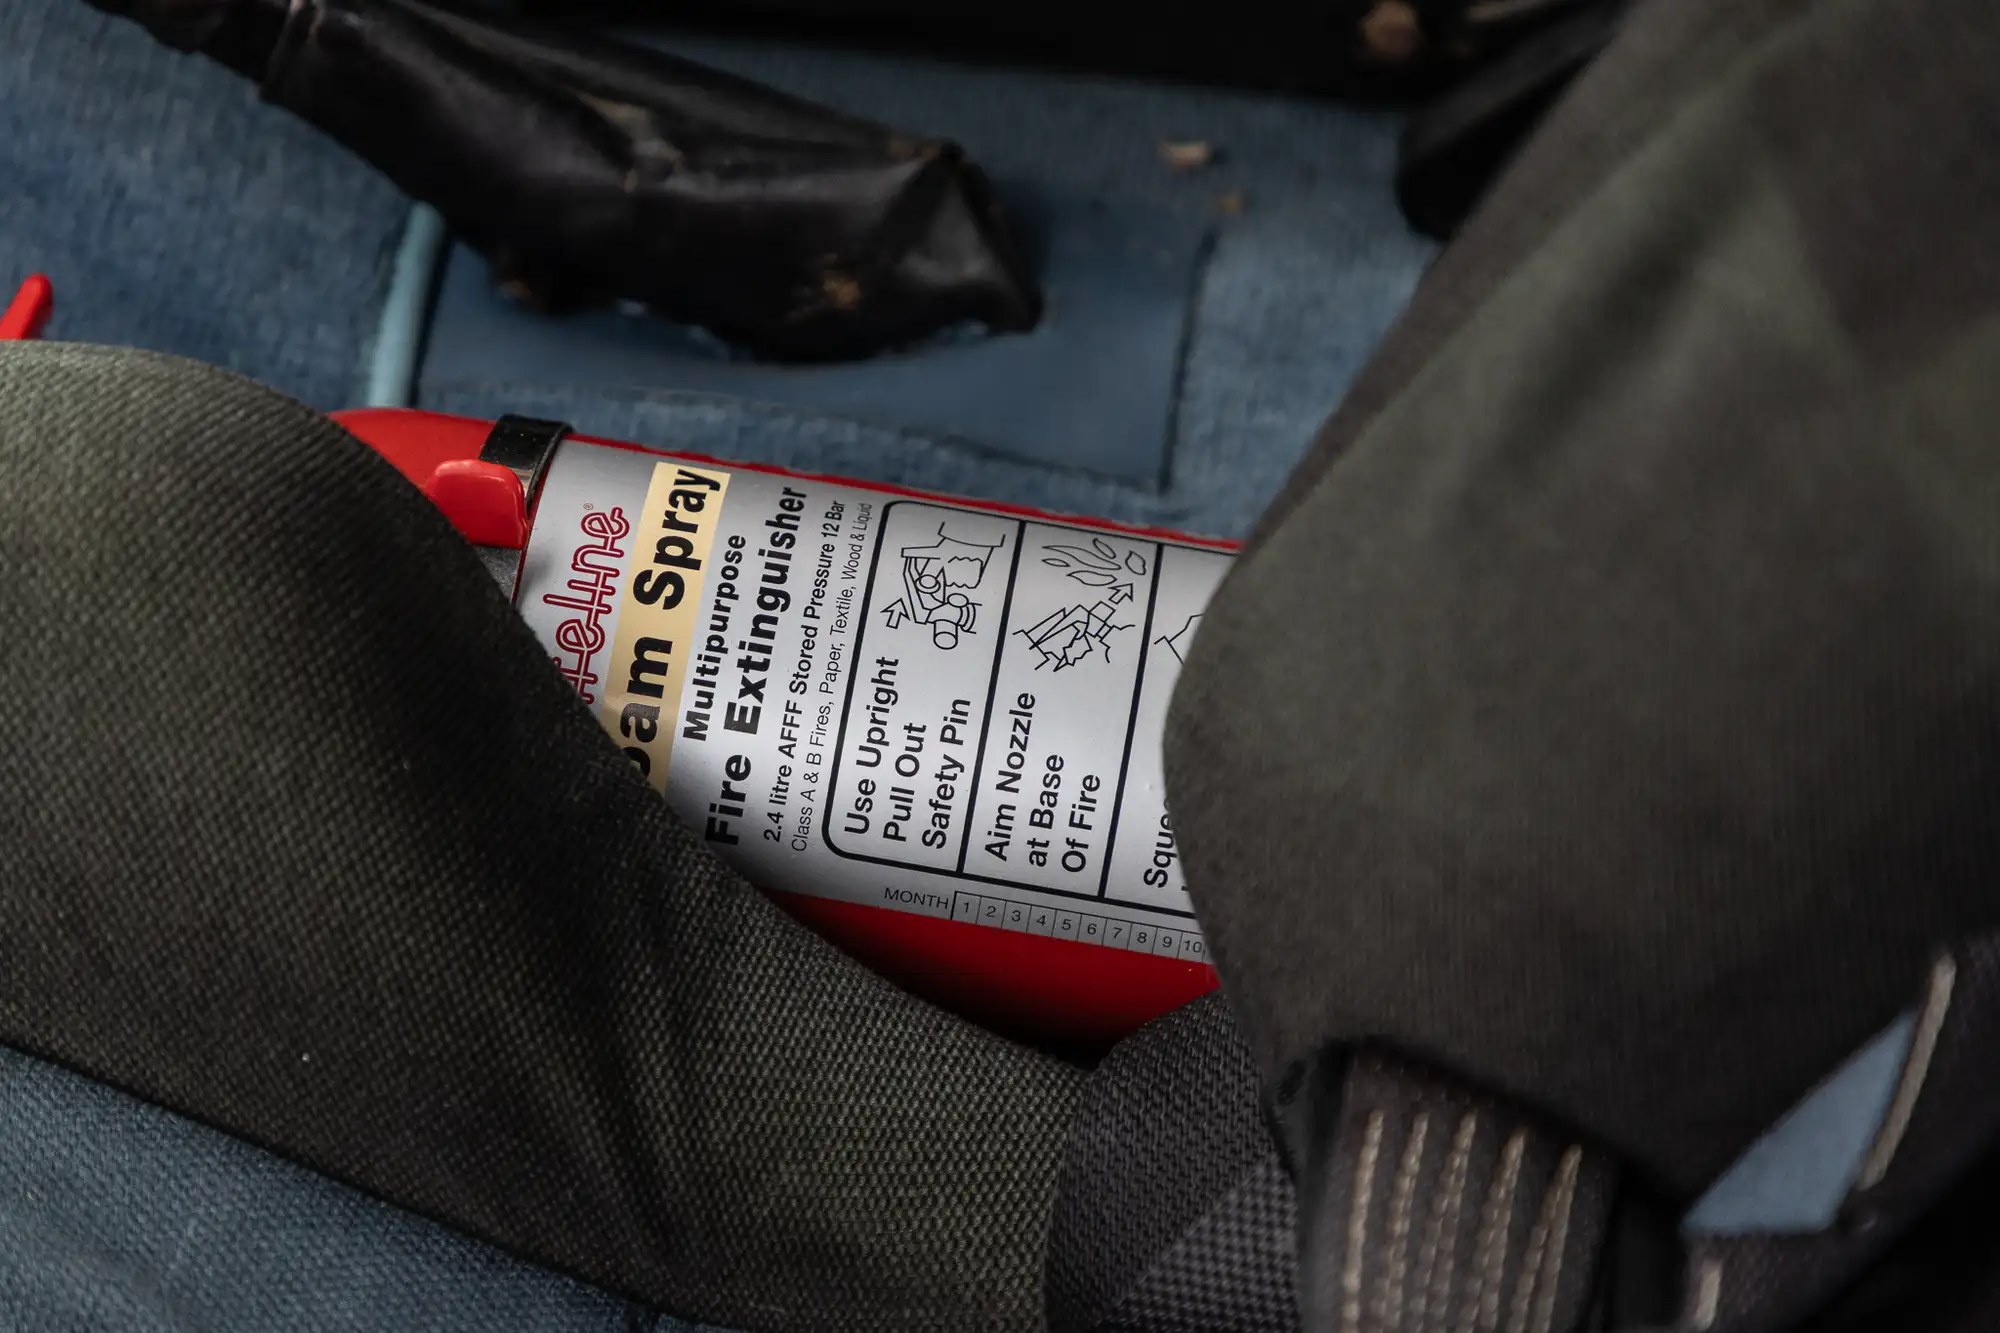 Spray
Multipurpose
Fire Extinguisher
2.4 litre AFFF Stored Pressure 12 Bar
Class A & B Fires, Paper, Textile, Wood & Liquid
Use Upright
Pull Out
Safety Pin
Aim Nozzle
at Base
Of Fire
MONTH 1 2 3 4 5 6 7 8 9 10